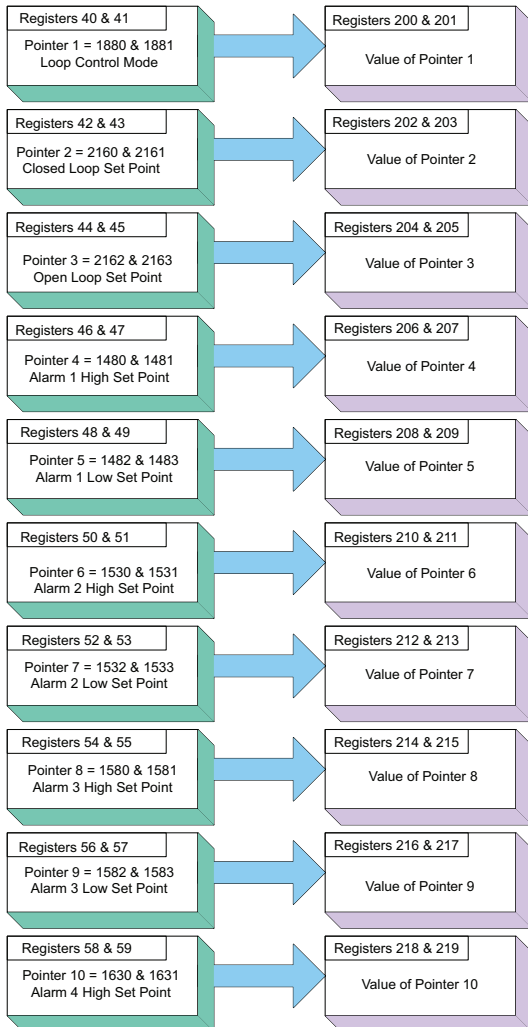 Registers 40 & 41
Pointer 1 = 1880 & 1881
Loop Control Mode
Registers 200 & 201
Value of Pointer 1
Registers 42 & 43
Pointer 2 = 2160 & 2161
Closed Loop Set Point
Registers 202 & 203
Value of Pointer 2
Registers 44 & 45
Pointer 3 = 2162 & 2163
Open Loop Set Point
Registers 204 & 205
Value of Pointer 3
Registers 46 & 47
Pointer 4 = 1480 & 1481
Alarm 1 High Set Point
Registers 206 & 207
Value of Pointer 4
Registers 48 & 49
Pointer 5 = 1482 & 1483
Alarm 1 Low Set Point
Registers 208 & 209
Value of Pointer 5
Registers 50 & 51
Pointer 6 = 1530 & 1531
Alarm 2 High Set Point
Registers 210 & 211
Value of Pointer 6
Registers 52 & 53
Pointer 7 = 1532 & 1533
Alarm 2 Low Set Point
Registers 212 & 213
Value of Pointer 7
Registers 54 & 55
Pointer 8 = 1580 & 1581
Alarm 3 High Set Point
Registers 214 & 215
Value of Pointer 8
Registers 56 & 57
Pointer 9 = 1582 & 1583
Alarm 3 Low Set Point
Registers 216 & 217
Value of Pointer 9
Registers 58 & 59
Pointer 10 = 1630 & 1631
Alarm 4 High Set Point
Registers 218 & 219
Value of Pointer 10